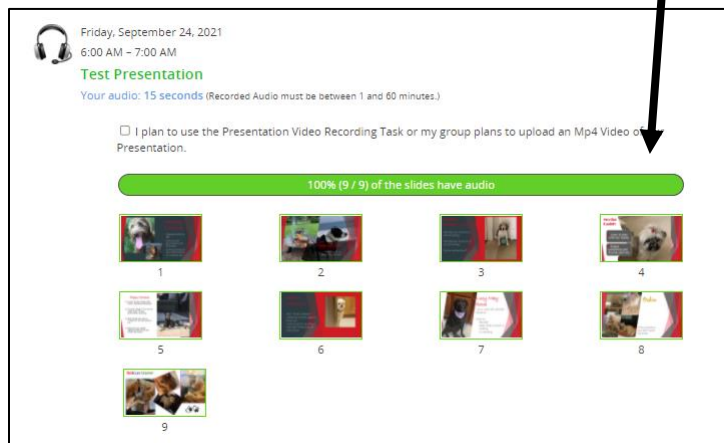 Friday, September 24, 2021
6:00 AM – 7:00 AM
Test Presentation
Your audio: 15 seconds (Recorded Audio must be between 1 and 60 minutes.)
I plan to use the Presentation Video Recording Task or my group plans to upload an Mp4 Video of
Presentation.
100% (9 / 9) of the slides have audio
1
2
3
4
5
6
7
8
9